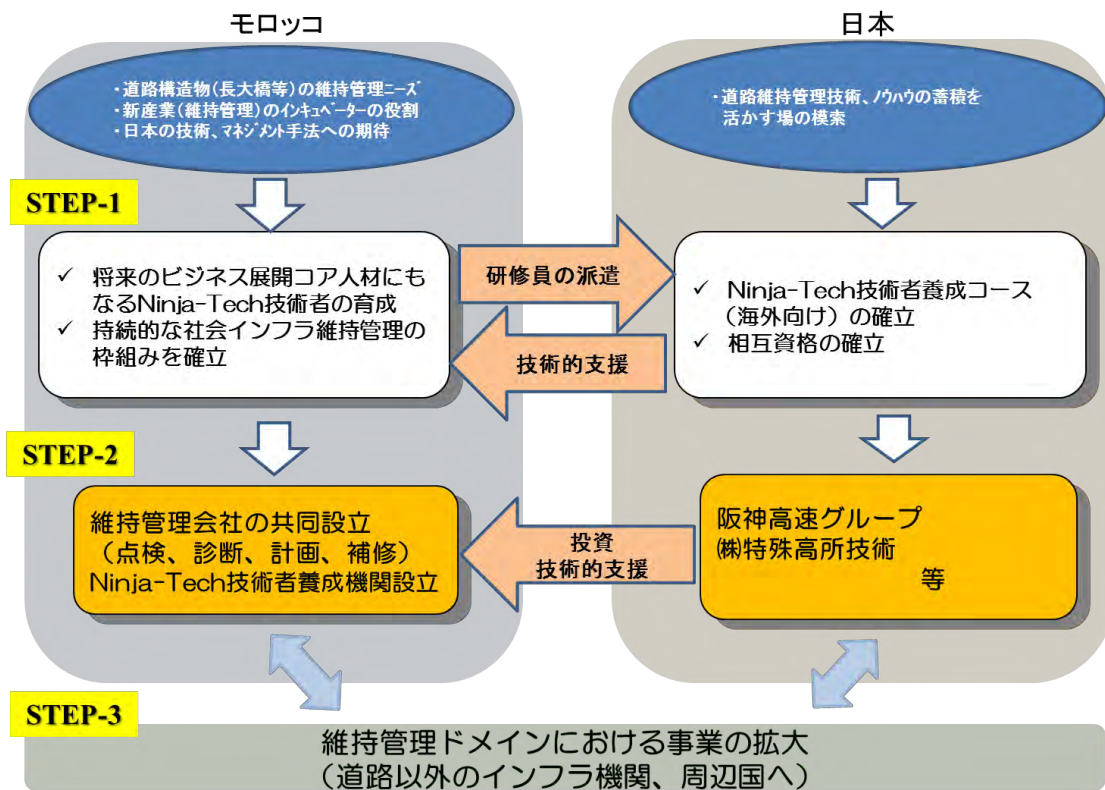 モロッコ
日本
・道路構造物(長大橋等)の維持管理ニーズ
・新産業(維持管理)のインキュベーターの役割
・日本の技術、マネジメント手法への期待
・道路維持管理技術、ノウハウの蓄積を
活かす場の模索
STEP-1
✓ 将来のビジネス展開コア人材にも
なるNinja-Tech技術者の育成
✓ 持続的な社会インフラ維持管理の
枠組みを確立
研修員の派遣
技術的支援
✓ Ninja-Tech技術者養成コース
(海外向け)の確立
✓ 相互資格の確立
STEP-2
維持管理会社の共同設立
(点検、診断、計画、補修)
Ninja-Tech技術者養成機関設立
投資
技術的支援
阪神高速グループ
㈱特殊高所技術
等
STEP-3
維持管理ドメインにおける事業の拡大
(道路以外のインフラ機関、周辺国へ)